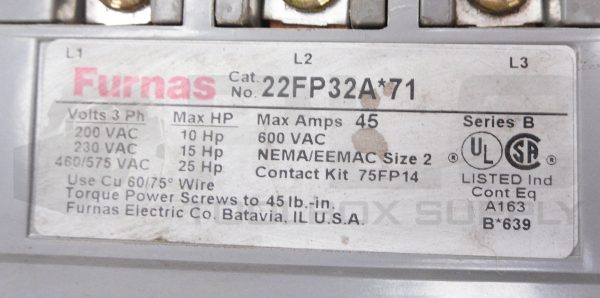 L1 L2 L3
Furnas Cat. No. 22FP32A*71
Volts 3 Ph Max HP Max Amps 45 Series B
200 VAC 10 Hp 600 VAC
230 VAC 15 Hp NEMA/EEMAC Size 2 ® UL ® SA
460/575 VAC 25 Hp Contact Kit 75FP14
Use Cu 60/75° Wire LISTED Ind
Torque Power Screws to 45 lb.-in. Cont Eq
Furnas Electric Co. Batavia, IL U.S.A. A163
B*639
SUPPLY